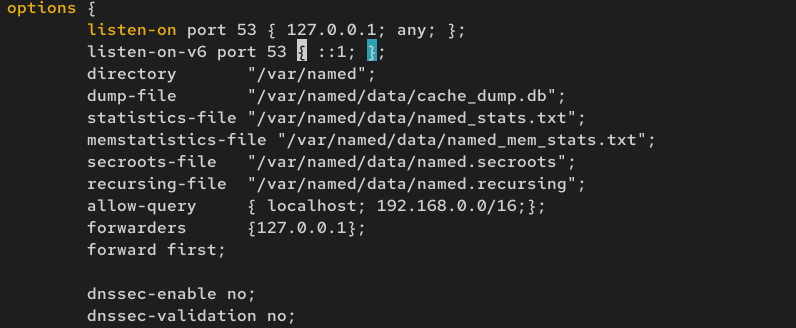 options {
listen-on port 53 { 127.0.0.1; any; };
listen-on-v6 port 53 { ::1; };
directory "/var/named";
dump-file "/var/named/data/cache_dump.db";
statistics-file "/var/named/data/named_stats.txt";
memstatistics-file "/var/named/data/named_mem_stats.txt";
secroots-file "/var/named/data/named.secroots";
recursing-file "/var/named/data/named.recursing";
allow-query { localhost; 192.168.0.0/16;};
forwarders {127.0.0.1};
forward first;
dnssec-enable no;
dnssec-validation no;